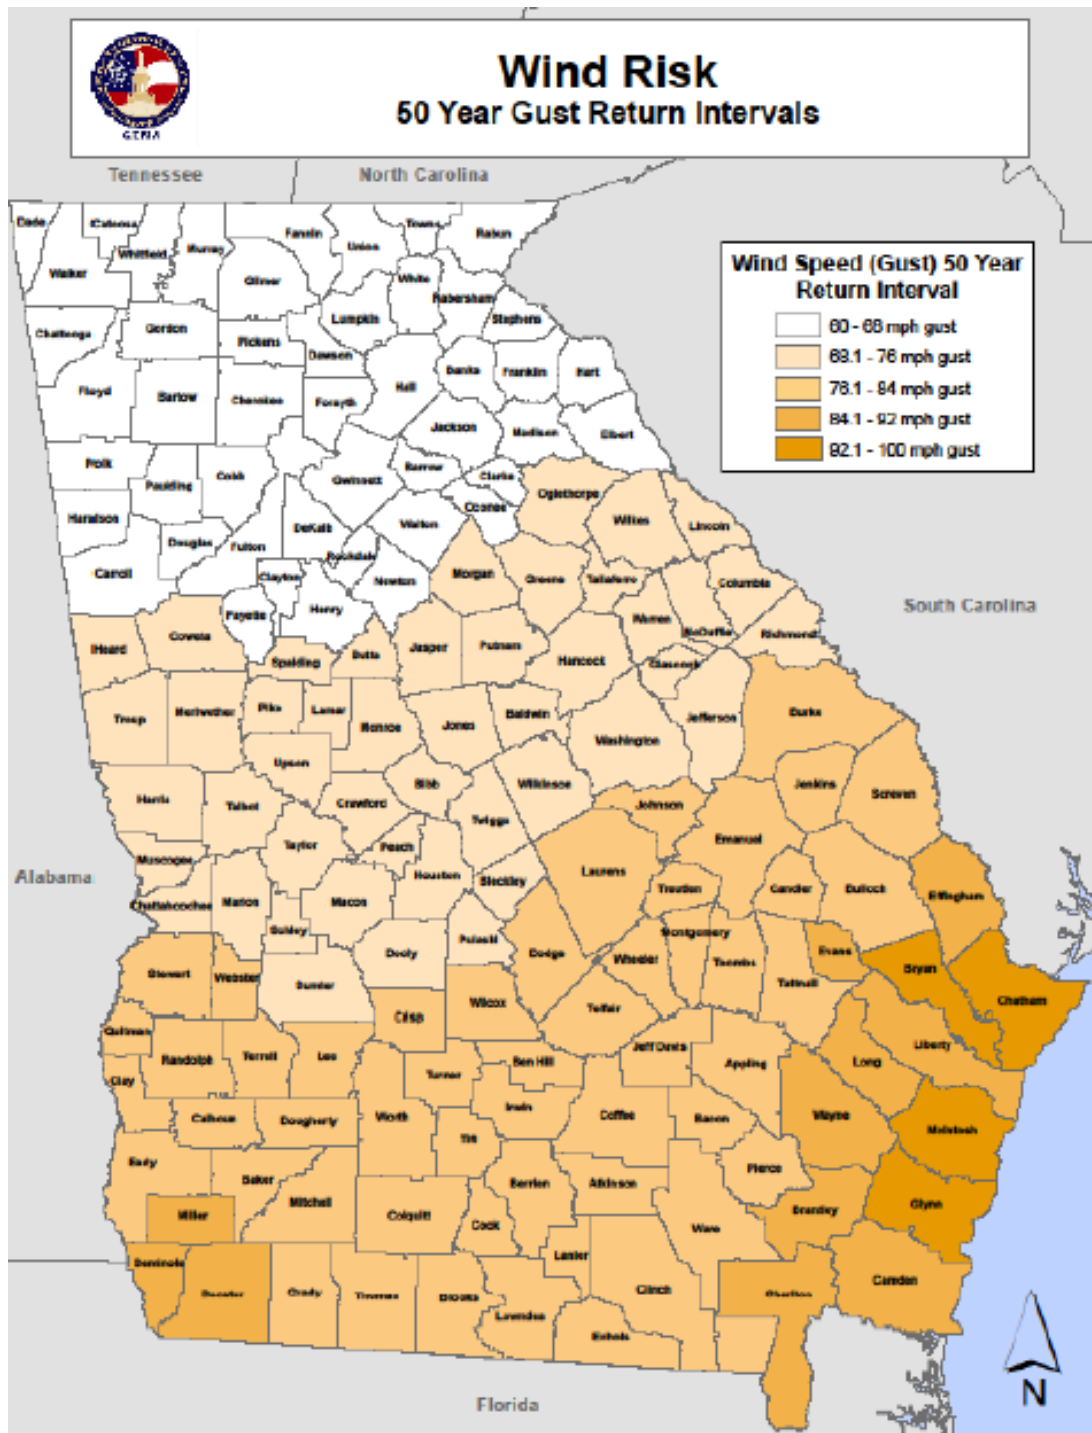 Wind Risk
50 Year Gust Return Intervals
GEMA
Tennessee
North Carolina
Dade
Catoosa
Whitfield
Murray
Fannin
Union
Towns
Rabun
Walker
Gilmer
White
Habersham
Stephens
Lumpkin
Chattooga
Gordon
Pickens
Dawson
Banks
Franklin
Hart
Floyd
Bartow
Cherokee
Forsyth
Hall
Jackson
Madison
Elbert
Polk
Paulding
Cobb
Gwinnett
Barrow
Clarke
Oconee
Oglethorpe
Wilkes
Lincoln
Haralson
Douglas
Fulton
DeKalb
Rockdale
Walton
Carroll
Clayton
Newton
Morgan
Greene
Taliaferro
Columbia
Fayette
Henry
Warren
McDuffie
Richmond
Heard
Coweta
Spalding
Butts
Jasper
Putnam
Hancock
Glascock
Troup
Meriwether
Pike
Lamar
Monroe
Jones
Baldwin
Washington
Jefferson
Burke
Upson
Bibb
Wilkinson
Jenkins
Screven
Harris
Talbot
Crawford
Twiggs
Johnson
Emanuel
Taylor
Peach
Houston
Bleckley
Laurens
Treutlen
Candler
Bulloch
Effingham
Muscogee
Chattahoochee
Marion
Macon
Schley
Dooly
Pulaski
Dodge
Wheeler
Montgomery
Toombs
Tattnall
Evans
Bryan
Chatham
Stewart
Webster
Sumter
Crisp
Wilcox
Telfair
Jeff Davis
Appling
Long
Liberty
Quitman
Randolph
Terrell
Lee
Turner
Ben Hill
Clay
Calhoun
Dougherty
Worth
Tift
Irwin
Coffee
Bacon
Wayne
McIntosh
Early
Baker
Mitchell
Berrien
Atkinson
Pierce
Glynn
Miller
Colquitt
Cook
Ware
Brantley
Seminole
Decatur
Grady
Thomas
Brooks
Lanier
Clinch
Charlton
Camden
Lowndes
Echols
Wind Speed (Gust) 50 Year
Return Interval
60 - 68 mph gust
68.1 - 76 mph gust
76.1 - 84 mph gust
84.1 - 92 mph gust
92.1 - 100 mph gust
South Carolina
Alabama
Florida
N